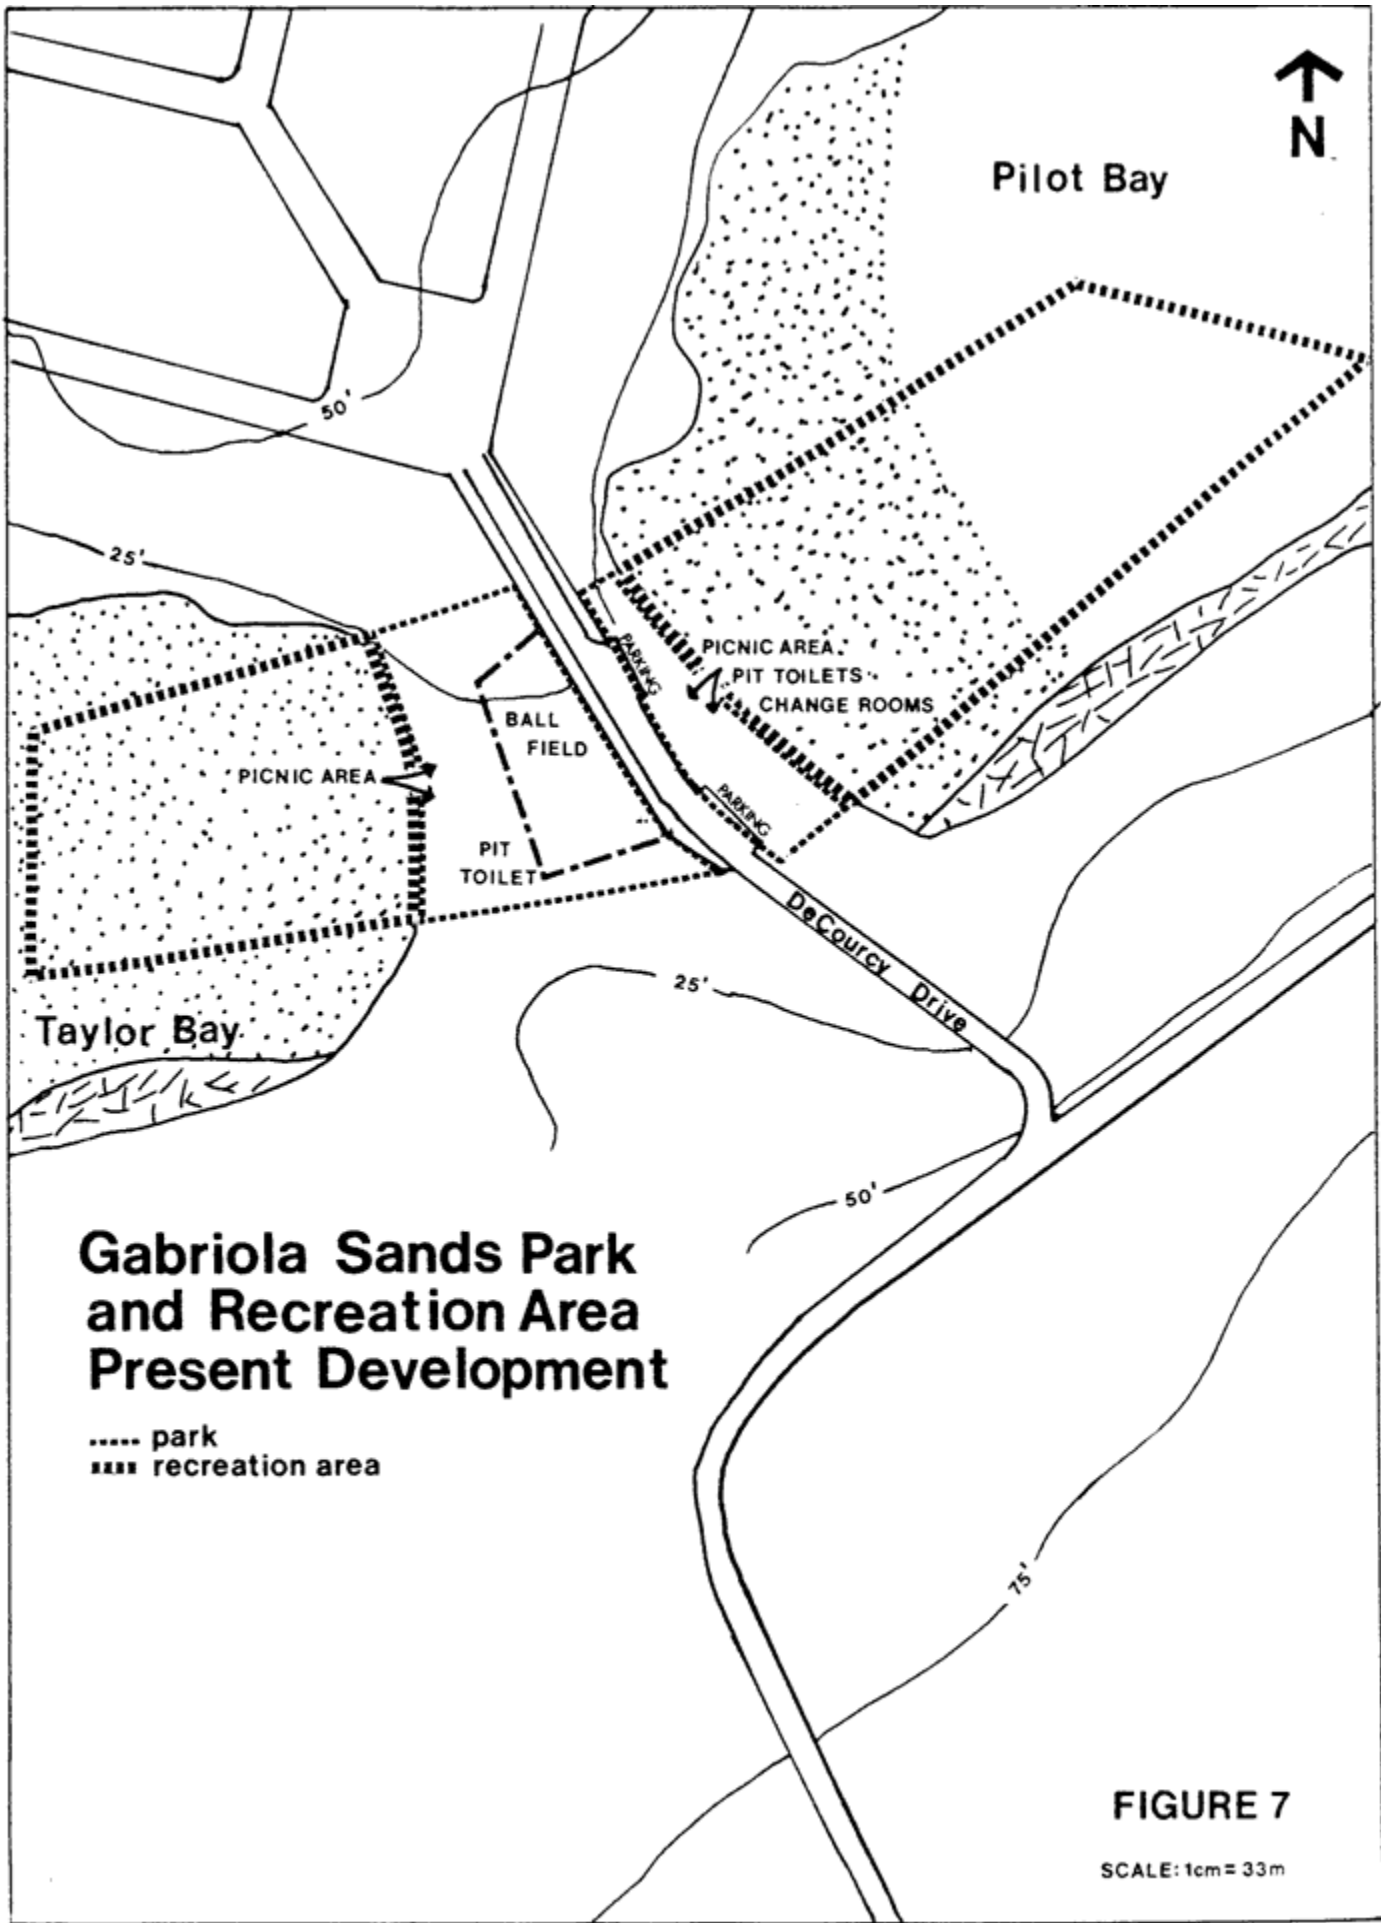 N
Pilot Bay
50'
25'
PARKING
PICNIC AREA
PIT TOILETS
CHANGE ROOMS
BALL
FIELD
PICNIC AREA
PARKING
PIT
TOILET
DeCourcy Drive
25'
Taylor Bay
50'
Gabriola Sands Park
and Recreation Area
Present Development
park
recreation area
75'
FIGURE 7
SCALE: 1cm = 33m